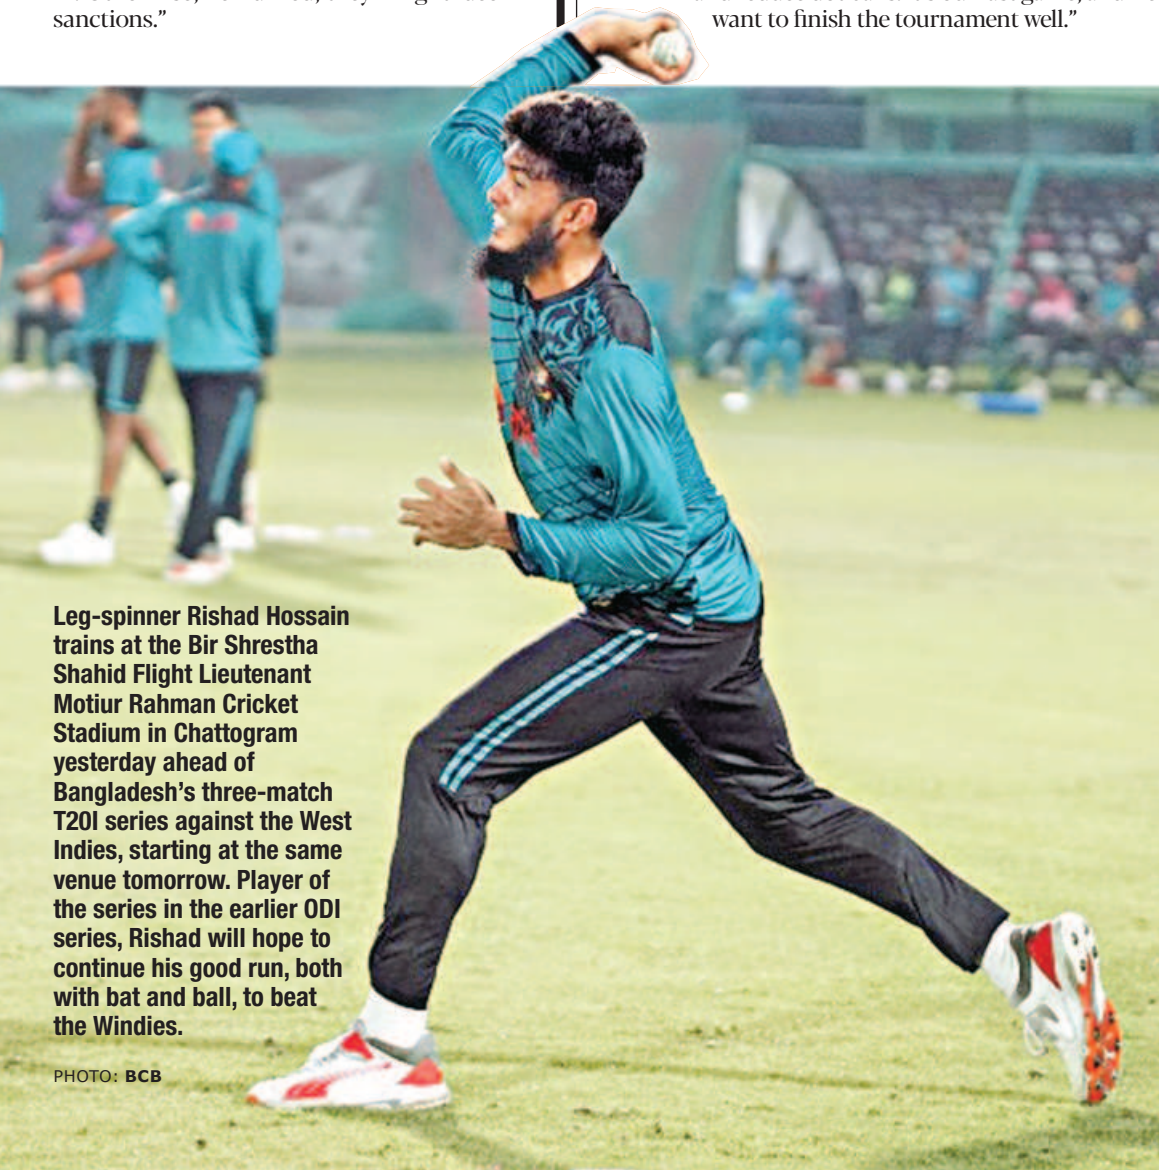 sanctions.”
want to finish the tournament well.”
Leg-spinner Rishad Hossain
trains at the Bir Shrestha
Shahid Flight Lieutenant
Motiur Rahman Cricket
Stadium in Chattogram
yesterday ahead of
Bangladesh’s three-match
T20I series against the West
Indies, starting at the same
venue tomorrow. Player of
the series in the earlier ODI
series, Rishad will hope to
continue his good run, both
with bat and ball, to beat
the Windies.
PHOTO: BCB